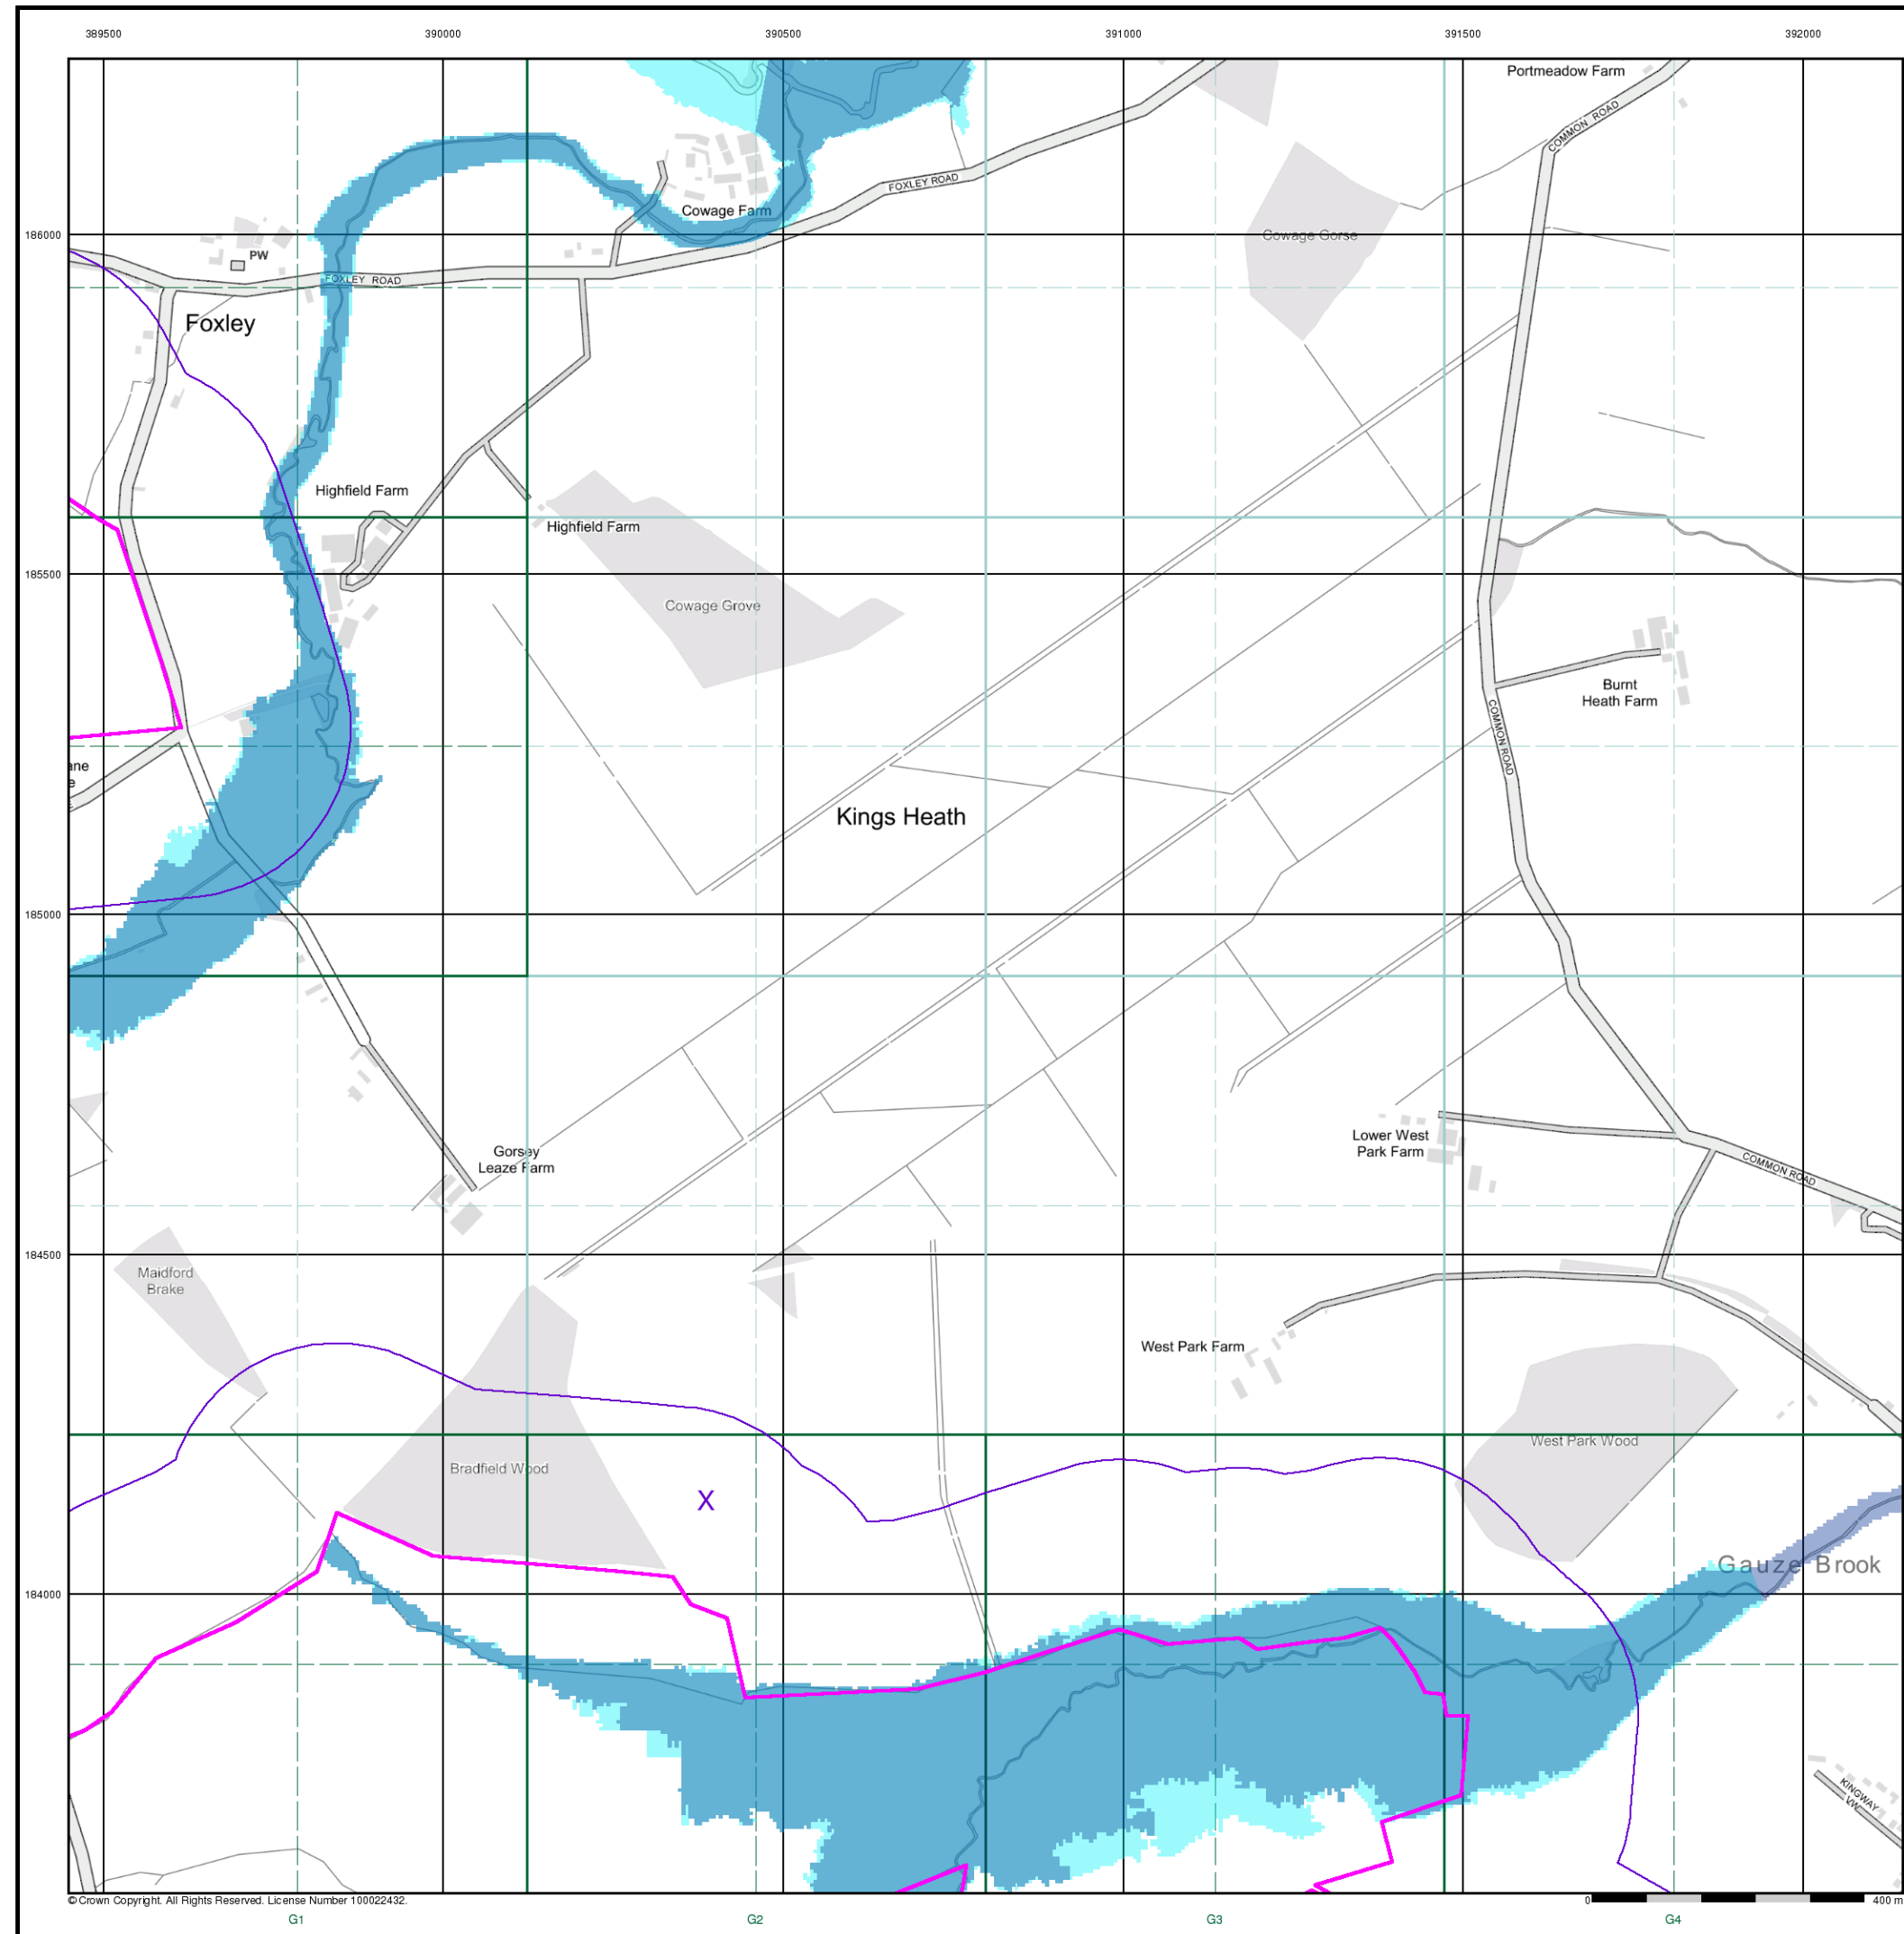 389500 390000 390500 391000 391500 392000
Portmeadow Farm
COMMON ROAD
FOXLEY ROAD
Cowage Farm
186000
Cowage Gorse
PW
FOXLEY ROAD
Foxley
Highfield Farm
Highfield Farm
185500
Cowage Grove
Burnt
Heath Farm
COMMON ROAD
ane
e
Kings Heath
185000
Lower West
Park Farm
COMMON ROAD
Gorsey
Leaze Farm
184500
Maidford
Brake
West Park Farm
West Park Wood
Bradfield Wood
X
Gauze Brook
184000
KINGWAY
VW
© Crown Copyright. All Rights Reserved. License Number 100022432.
0 400 m
G1 G2 G3 G4